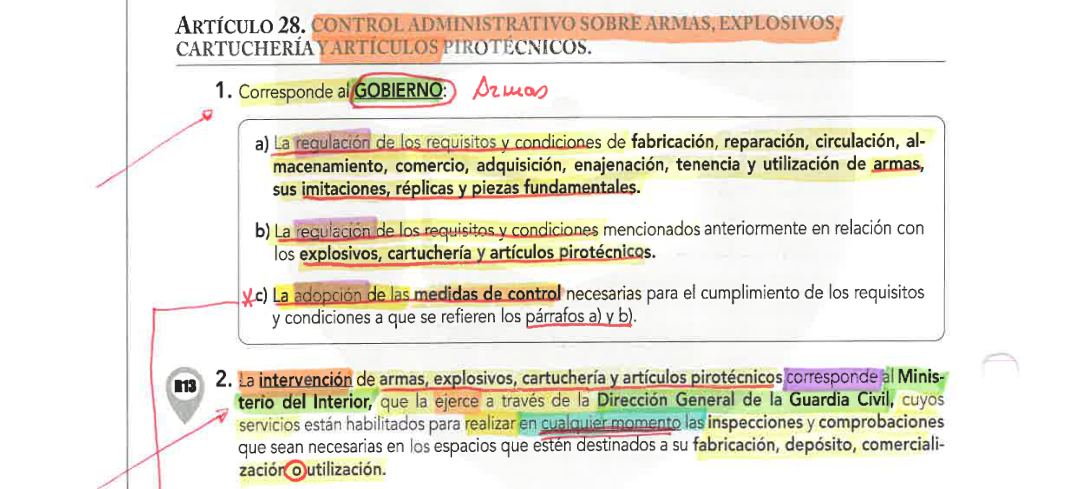 ARTÍCULO 28. CONTROL ADMINISTRATIVO SOBRE ARMAS, EXPLOSIVOS,
CARTUCHERÍA Y ARTÍCULOS PIROTÉCNICOS.
1. Corresponde al GOBIERNO: Armas
a) La regulación de los requisitos y condiciones de fabricación, reparación, circulación, al-
macenamiento, comercio, adquisición, enajenación, tenencia y utilización de armas,
sus imitaciones, réplicas y piezas fundamentales.
b) La regulación de los requisitos y condiciones mencionados anteriormente en relación con
los explosivos, cartuchería y artículos pirotécnicos.
c) La adopción de las medidas de control necesarias para el cumplimiento de los requisitos
y condiciones a que se refieren los párrafos a) y b).
R13
2. La intervención de armas, explosivos, cartuchería y artículos pirotécnicos corresponde al Minis-
terio del Interior, que la ejerce a través de la Dirección General de la Guardia Civil, cuyos
servicios están habilitados para realizar en cualquier momento las inspecciones y comprobaciones
que sean necesarias en los espacios que estén destinados a su fabricación, depósito, comerciali-
zación o utilización.